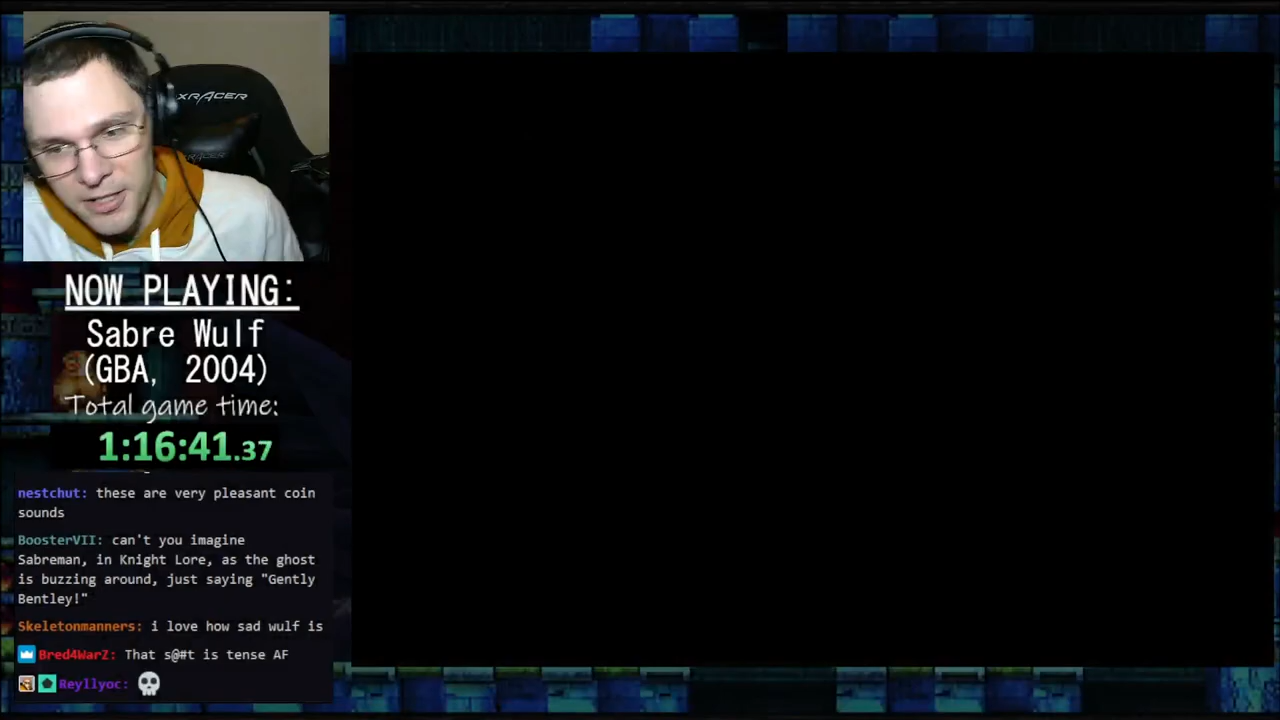 XRACER
RACER
NOW PLAYING:
Sabre Wulf
(GBA, 2004)
Total game time:
1:16:41.37
nestchut: these are very pleasant coin
sounds
BoosterVII: can't you imagine
Sabreman, in Knight Lore, as the ghost
is buzzing around, just saying "Gently
Bentley!"
Skeletonmanners: i love how sad wulf is
Bred4WarZ: That s@#t is tense AF
Reyllyoc: